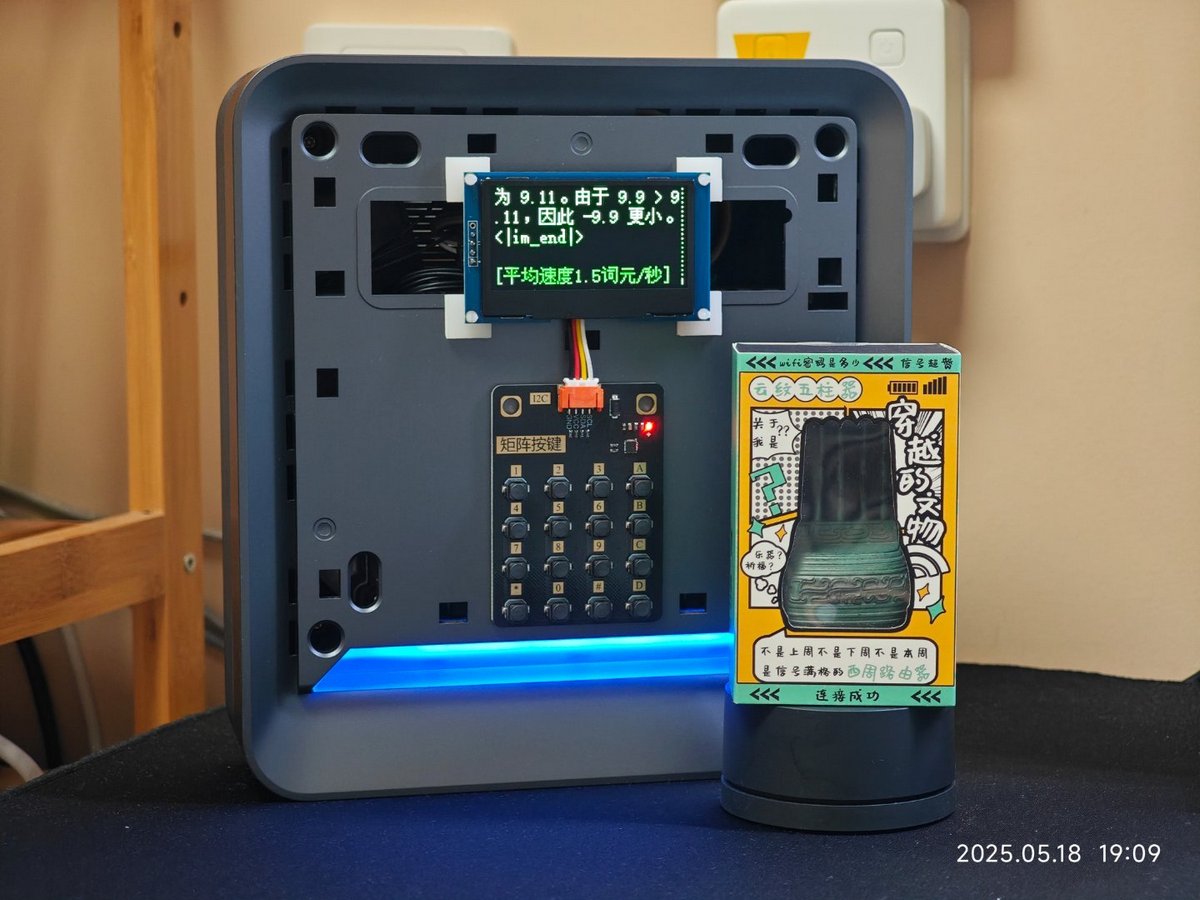 为 9.11。由于 9.9 > 9
.11，因此 -9.9 更小。
<|im_end|>
[平均速度1.5词元/秒]
I2C
矩阵按键
1 2 3 A
4 5 6 B
7 8 9 C
* 0 # D
<<< wifi密码是多少 <<< 信号超赞
云纹五柱器
关于??
我是
穿越的文物
乐器?
祈福?
不是上周不是下周不是本周
是信号满格的西周路由器
<<< 连接成功 <<<
2025.05.18 19:09